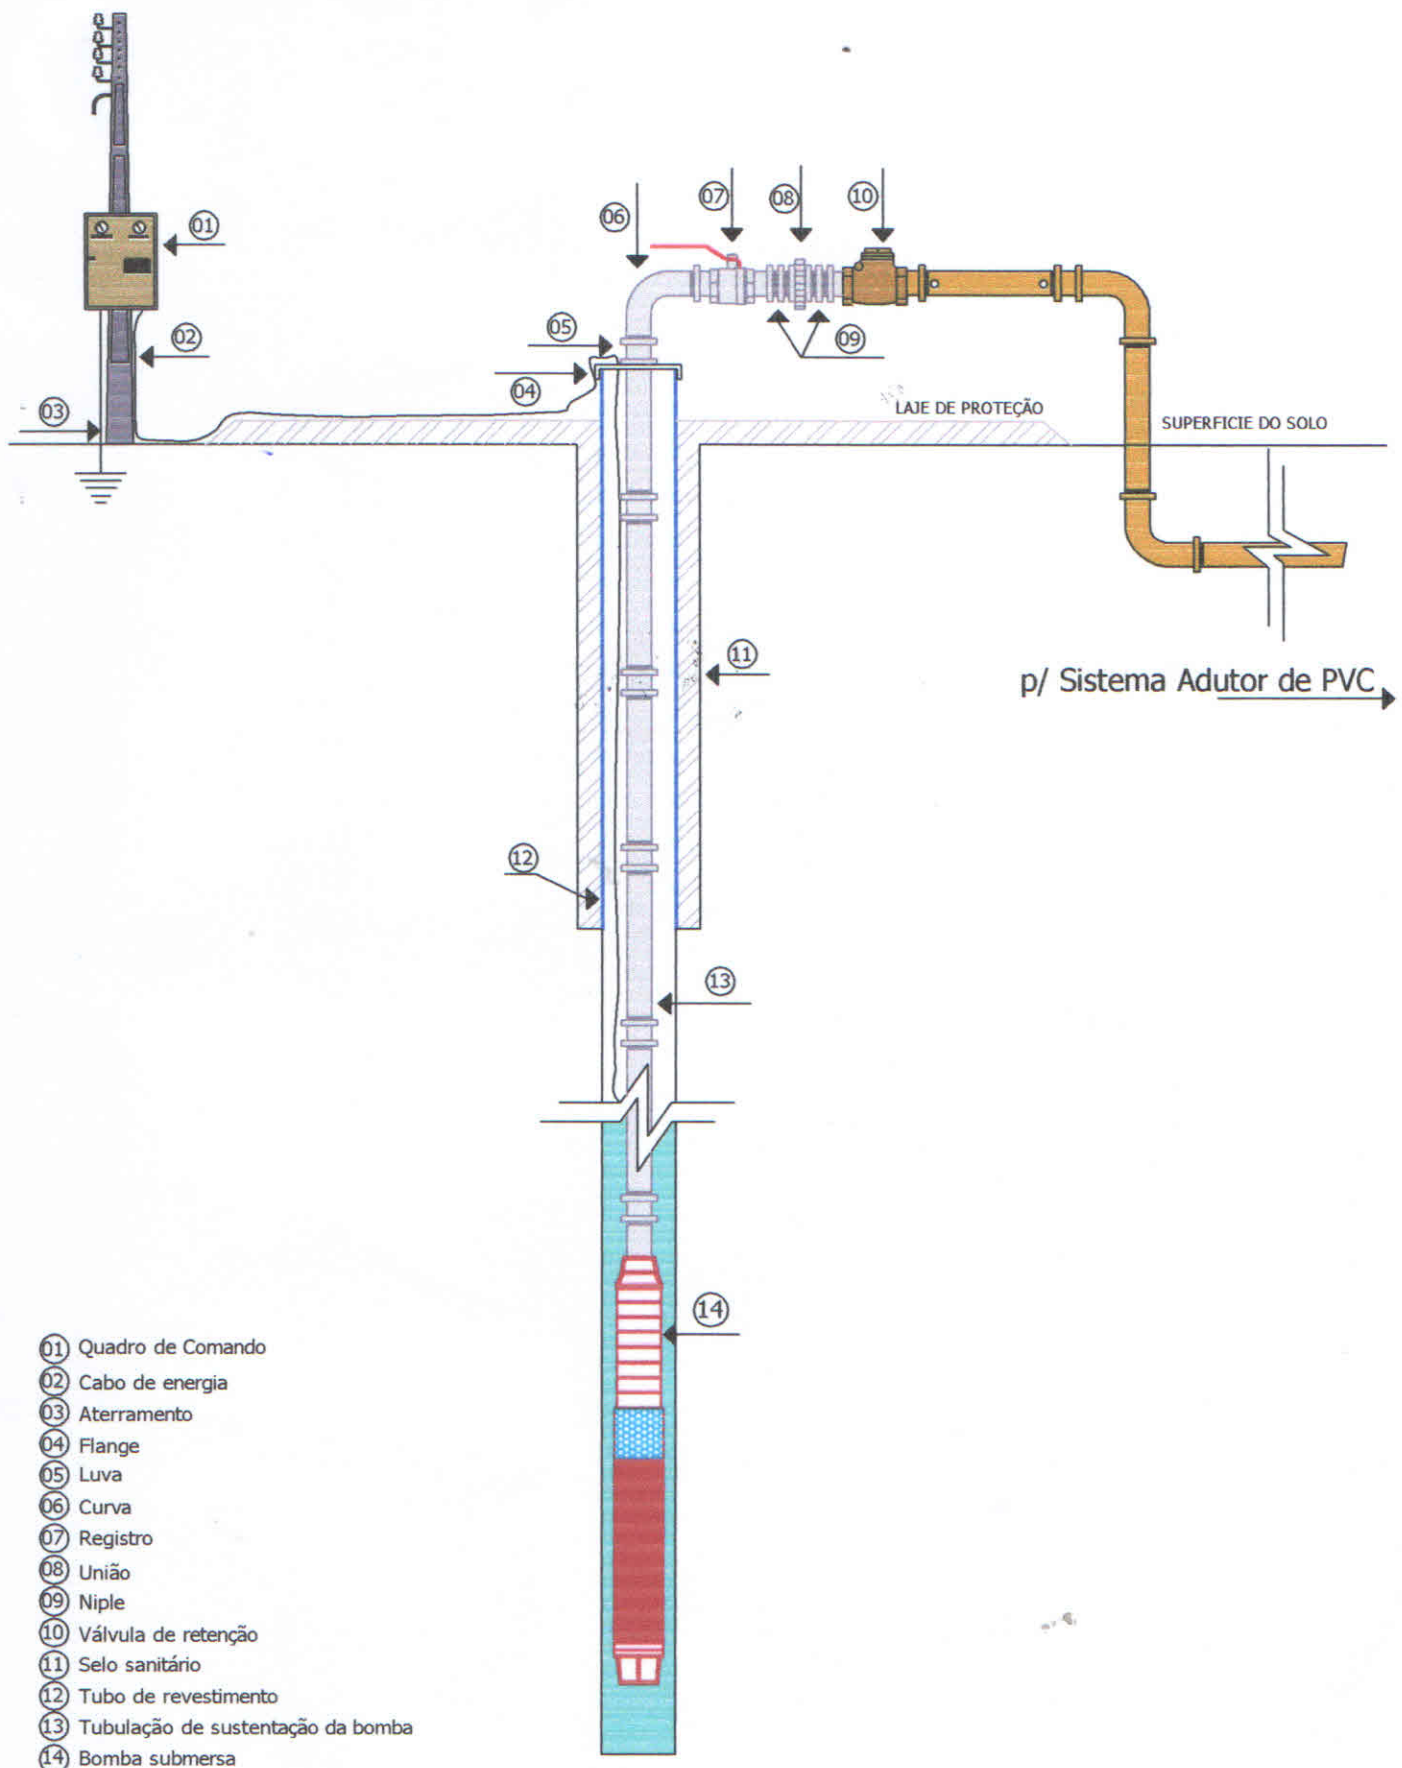 01
02
03
04
05
06
07
08
09
10
LAJE DE PROTEÇÃO
SUPERFICIE DO SOLO
11
p/ Sistema Adutor de PVC
12
13
14
01 Quadro de Comando
02 Cabo de energia
03 Aterramento
04 Flange
05 Luva
06 Curva
07 Registro
08 União
09 Niple
10 Válvula de retenção
11 Selo sanitário
12 Tubo de revestimento
13 Tubulação de sustentação da bomba
14 Bomba submersa